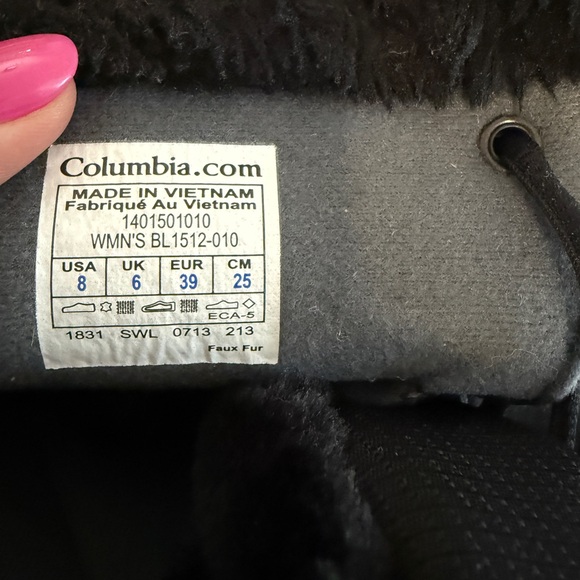 Columbia.com
MADE IN VIETNAM
Fabriqué Au Vietnam
1401501010
WMN'S BL1512-010
USA UK EUR CM
8 6 39 25
ECA-5
1831 SWL 0713 213
Faux Fur